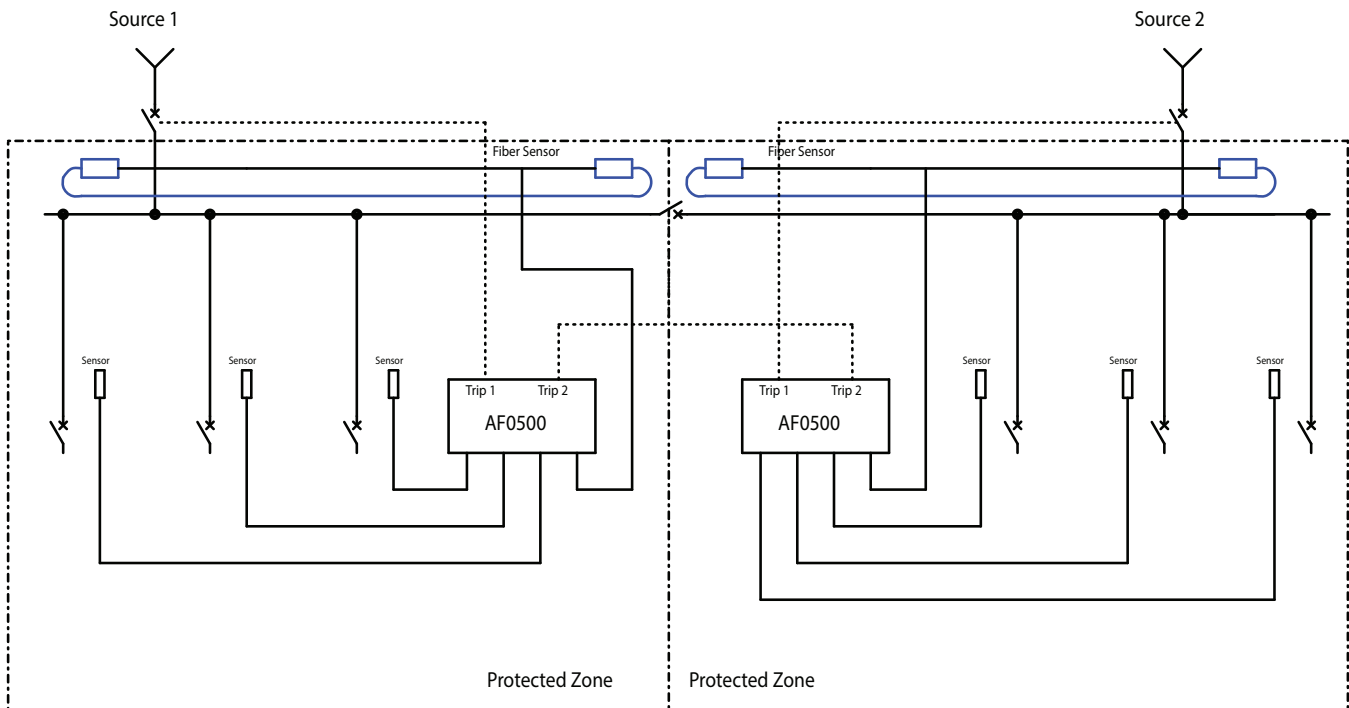 Source 1
Source 2
Fiber Sensor
Fiber Sensor
Sensor
Sensor
Sensor
Sensor
Sensor
Sensor
Trip 1
Trip 2
Trip 1
Trip 2
AF0500
AF0500
Protected Zone
Protected Zone